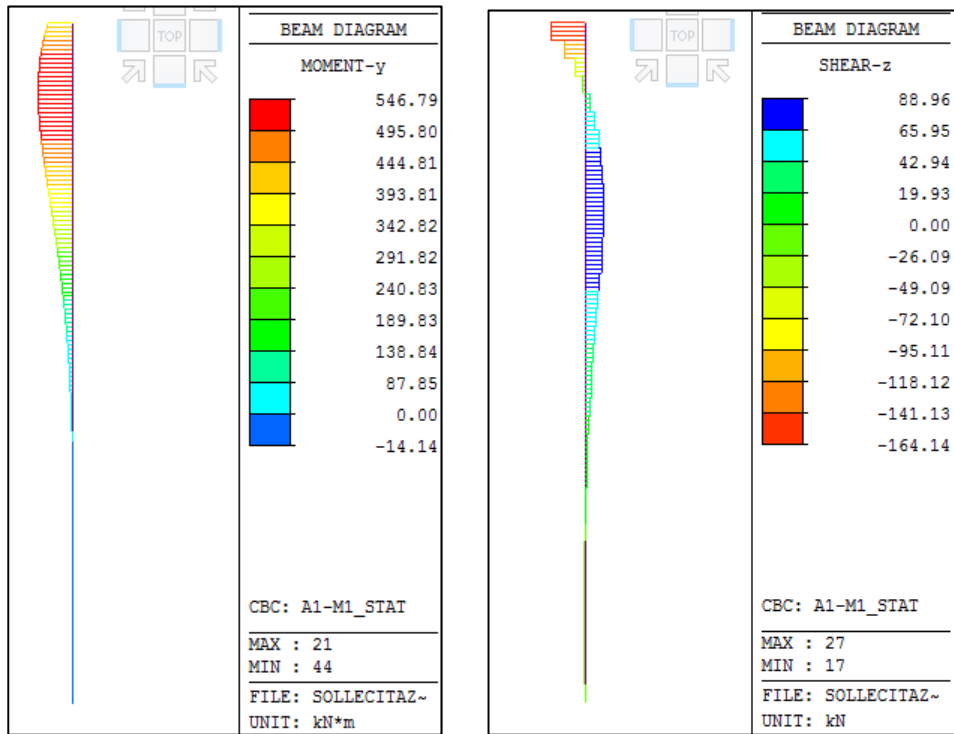 TOP
BEAM DIAGRAM
MOMENT-y
546.79
495.80
444.81
393.81
342.82
291.82
240.83
189.83
138.84
87.85
0.00
-14.14
CBC: A1-M1_STAT
MAX : 21
MIN : 44
FILE: SOLLECITAZ~
UNIT: kN*m
TOP
BEAM DIAGRAM
SHEAR-z
88.96
65.95
42.94
19.93
0.00
-26.09
-49.09
-72.10
-95.11
-118.12
-141.13
-164.14
CBC: A1-M1_STAT
MAX : 27
MIN : 17
FILE: SOLLECITAZ~
UNIT: kN